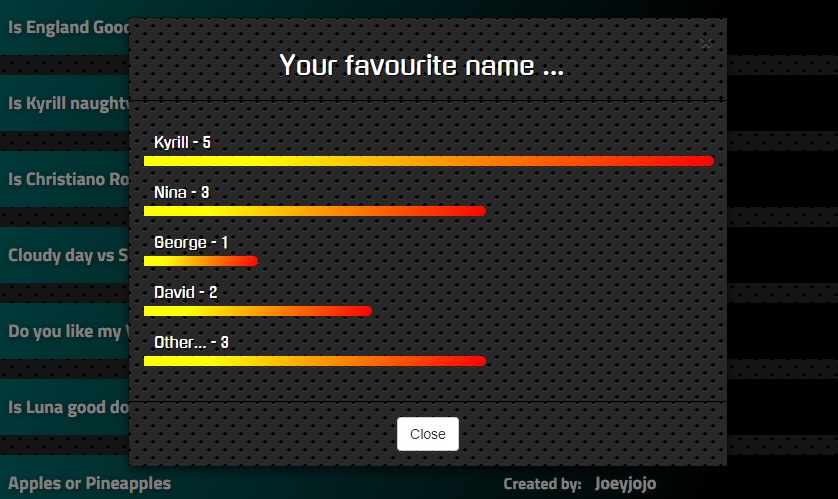 Is England Good
Your favourite name ...
Is Kyrill naughty
Kyrill - 5
Is Christiano Ro
Nina - 3
George - 1
Cloudy day vs S
David - 2
Do you like my
Other... - 3
Is Luna good do
Close
Apples or Pineapples
Created by: Joeyjojo